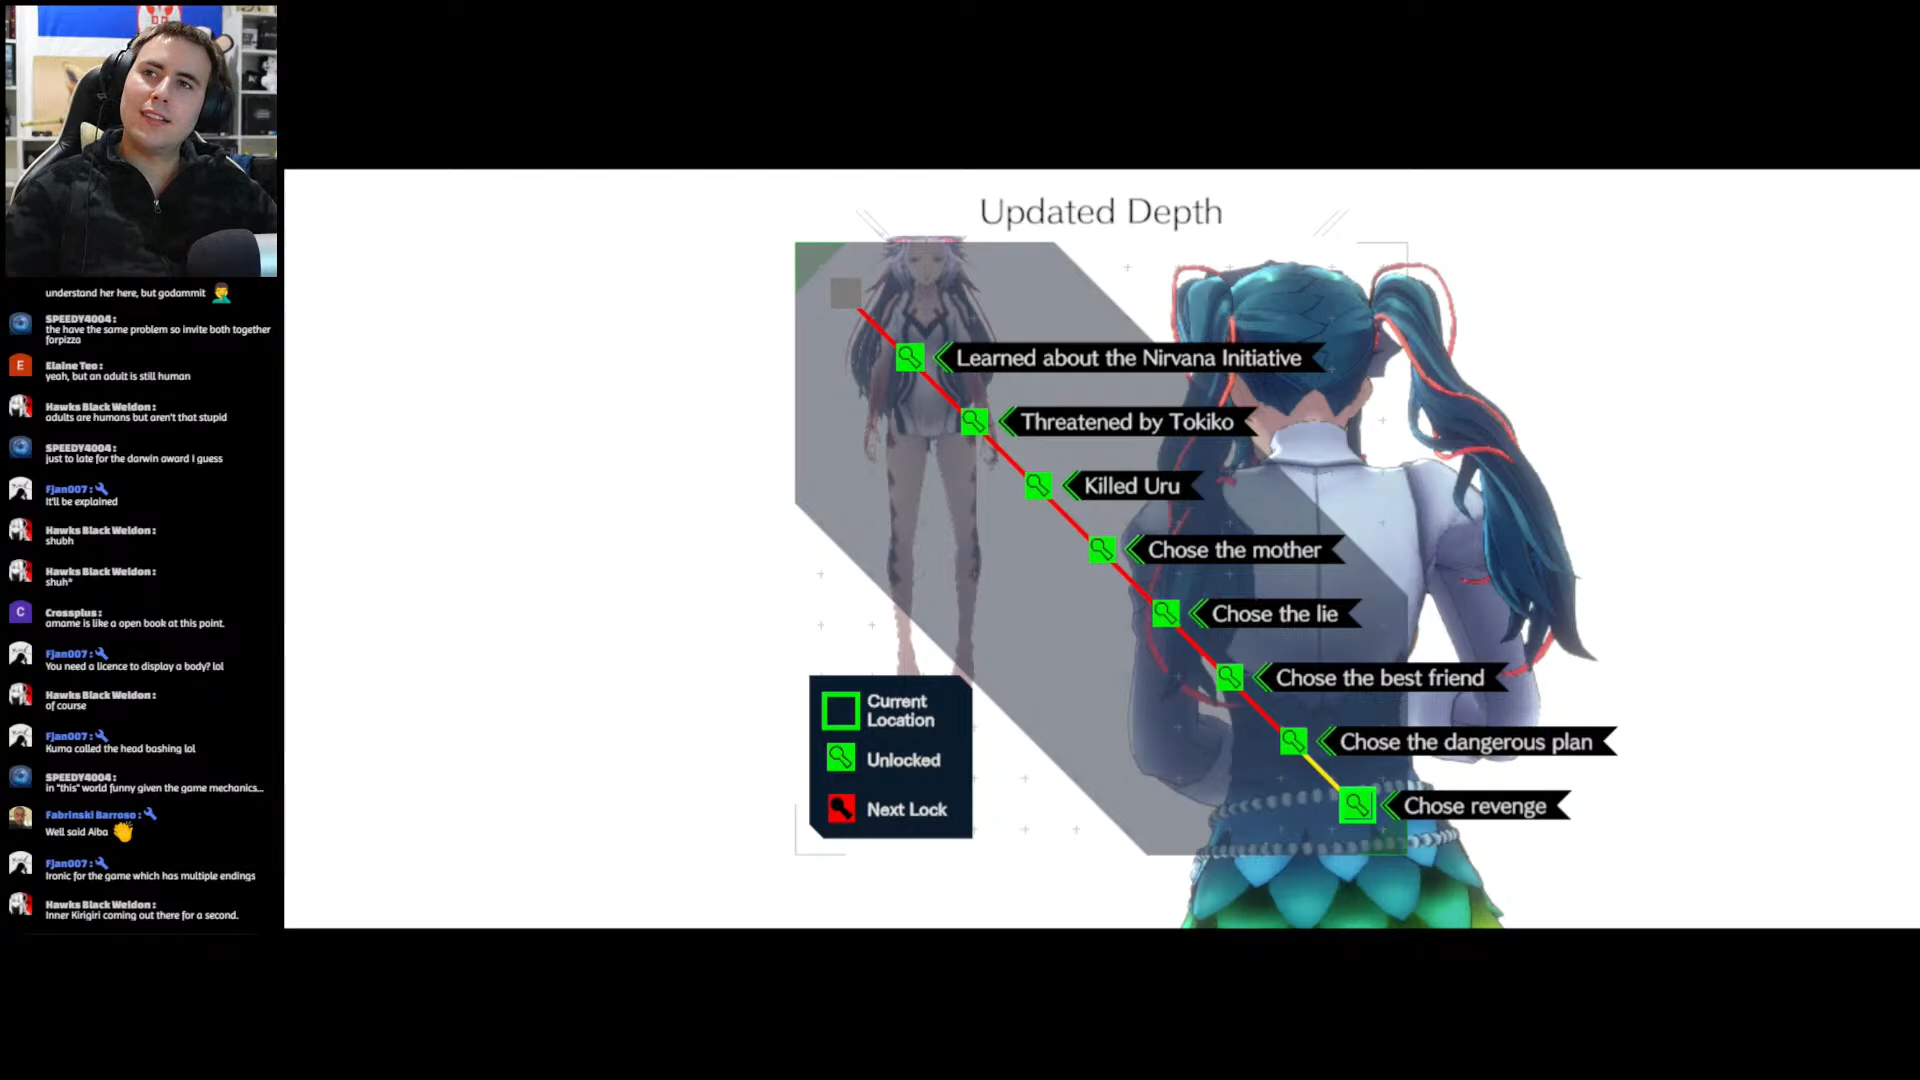 understand her here, but godammit
SPEEDY4004 :
the have the same problem so invite both together
forpizza
E
Elaine Teo :
yeah, but an adult is still human
Hawks Black Weldon :
adults are humans but aren't that stupid
SPEEDY4004 :
just to late for the darwin award I guess
Fjan007 :
It'll be explained
Hawks Black Weldon :
shubh
Hawks Black Weldon :
shuh*
C
Crossplus :
amame is like a open book at this point.
Fjan007 :
You need a licence to display a body? lol
Hawks Black Weldon :
of course
Fjan007 :
Kuma called the head bashing lol
SPEEDY4004 :
in "this" world funny given the game mechanics...
Fabrinski Barroso :
Well said Aiba
Fjan007 :
Ironic for the game which has multiple endings
Hawks Black Weldon :
Inner Kirigiri coming out there for a second.
Updated Depth
Learned about the Nirvana Initiative
Threatened by Tokiko
Killed Uru
Chose the mother
Chose the lie
Chose the best friend
Chose the dangerous plan
Chose revenge
Current
Location
Unlocked
Next Lock